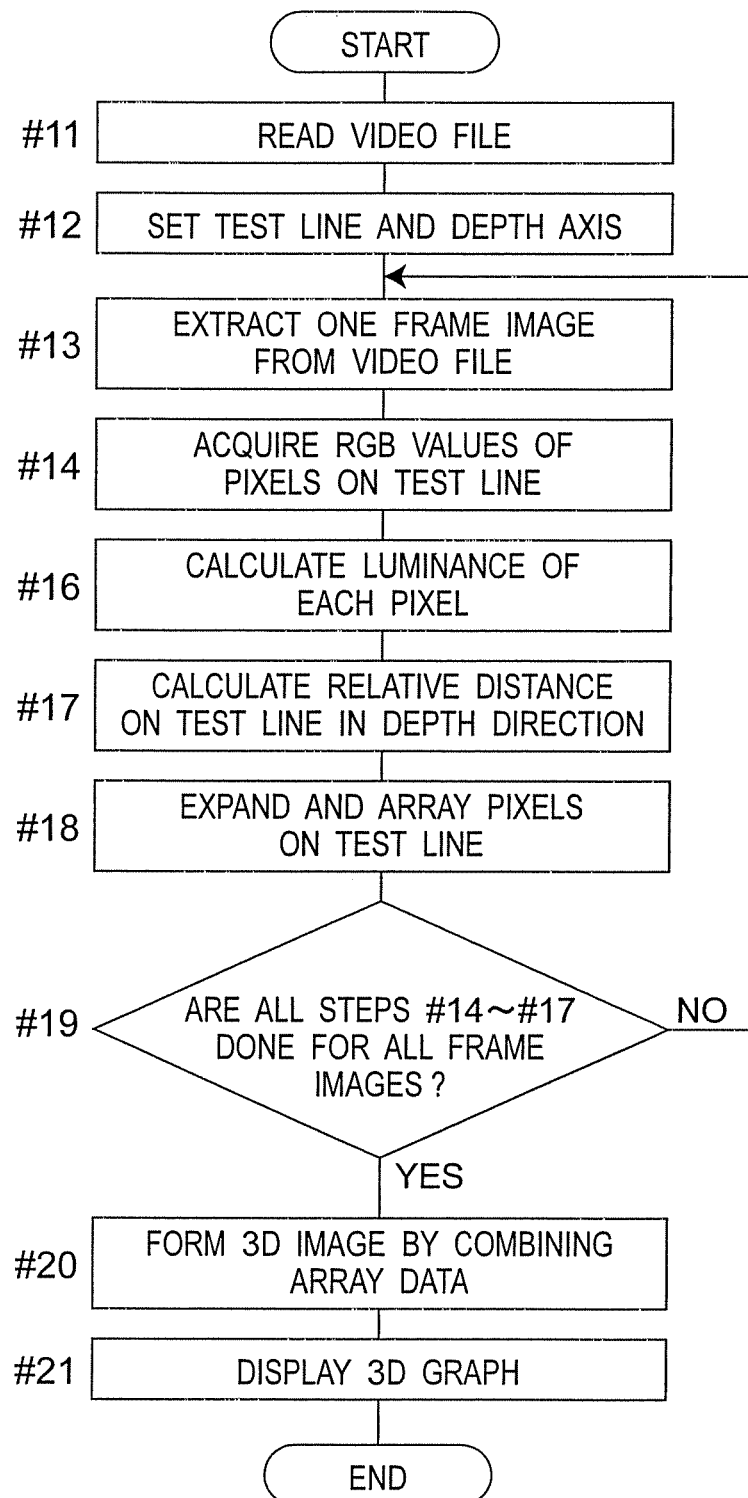 START
#11
READ VIDEO FILE
#12
SET TEST LINE AND DEPTH AXIS
#13
EXTRACT ONE FRAME IMAGE
FROM VIDEO FILE
#14
ACQUIRE RGB VALUES OF
PIXELS ON TEST LINE
#16
CALCULATE LUMINANCE OF
EACH PIXEL
#17
CALCULATE RELATIVE DISTANCE
ON TEST LINE IN DEPTH DIRECTION
#18
EXPAND AND ARRAY PIXELS
ON TEST LINE
#19
ARE ALL STEPS #14~#17
DONE FOR ALL FRAME
IMAGES ?
NO
YES
#20
FORM 3D IMAGE BY COMBINING
ARRAY DATA
#21
DISPLAY 3D GRAPH
END